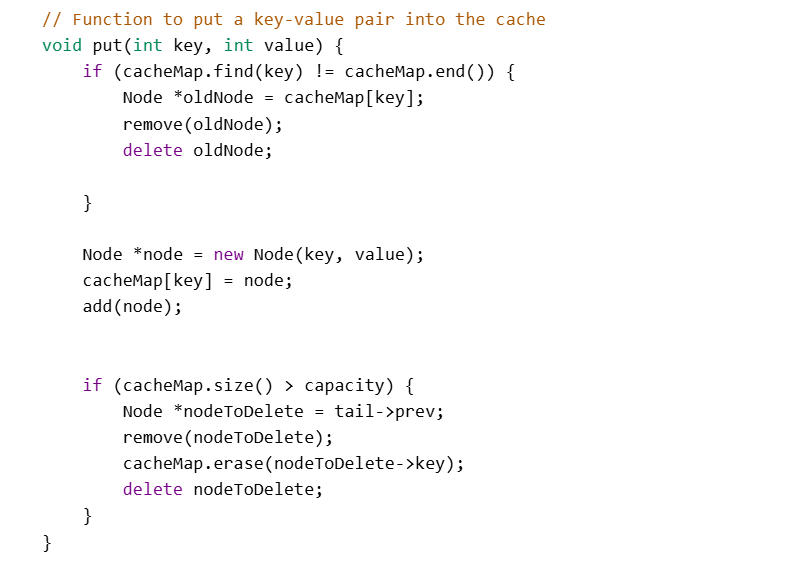 // Function to put a key-value pair into the cache
void put(int key, int value) {
    if (cacheMap.find(key) != cacheMap.end()) {
        Node *oldNode = cacheMap[key];
        remove(oldNode);
        delete oldNode;

    }

    Node *node = new Node(key, value);
    cacheMap[key] = node;
    add(node);


    if (cacheMap.size() > capacity) {
        Node *nodeToDelete = tail->prev;
        remove(nodeToDelete);
        cacheMap.erase(nodeToDelete->key);
        delete nodeToDelete;
    }
}